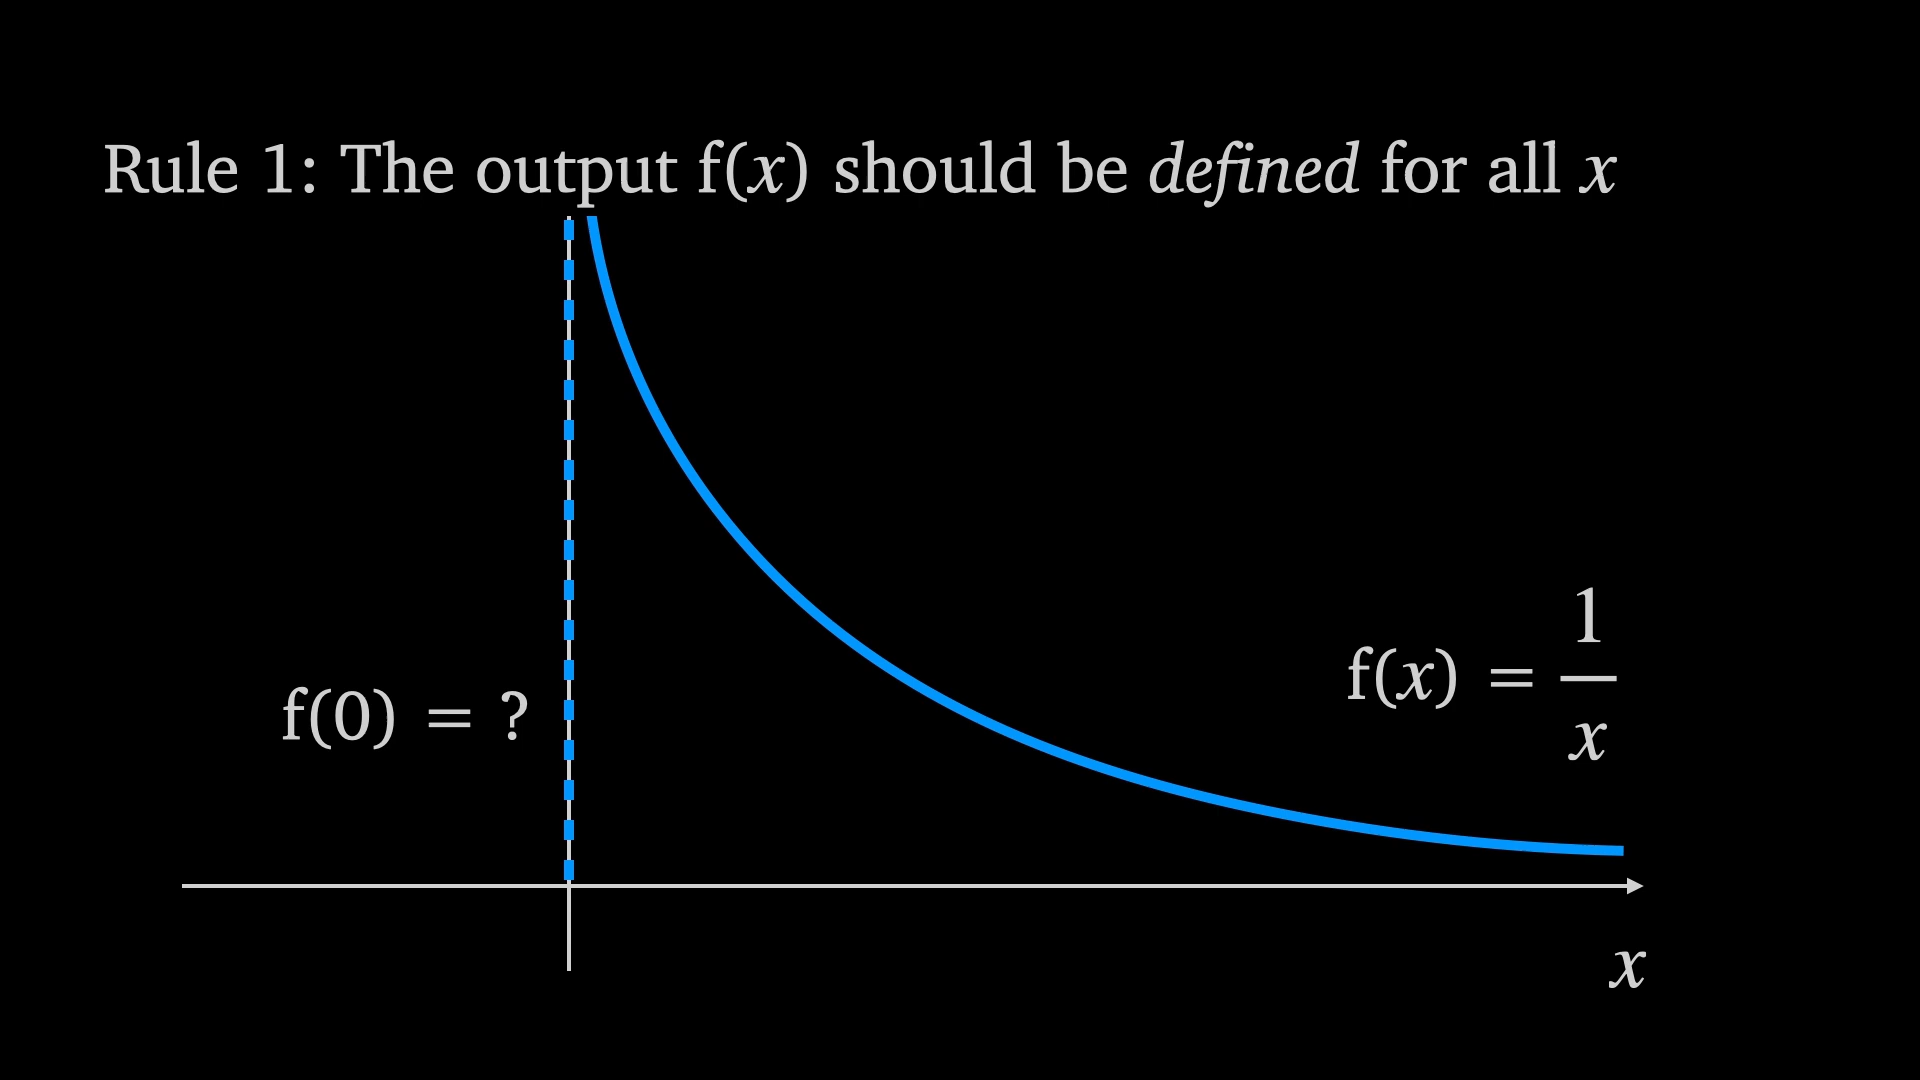 Rule 1: The output f(x) should be defined for all x
f(0) = ?
f(x) = 1/x
x